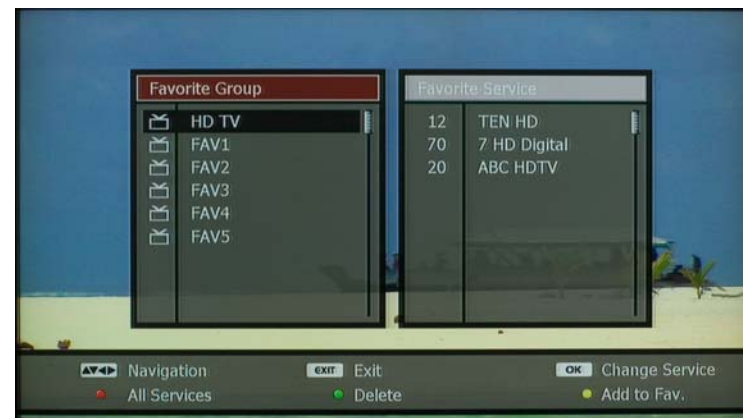 Favorite Group
HD TV
FAV1
FAV2
FAV3
FAV4
FAV5
Favorite Service
12 TEN HD
70 7 HD Digital
20 ABC HDTV
Navigation
EXIT Exit
OK Change Service
All Services
Delete
Add to Fav.